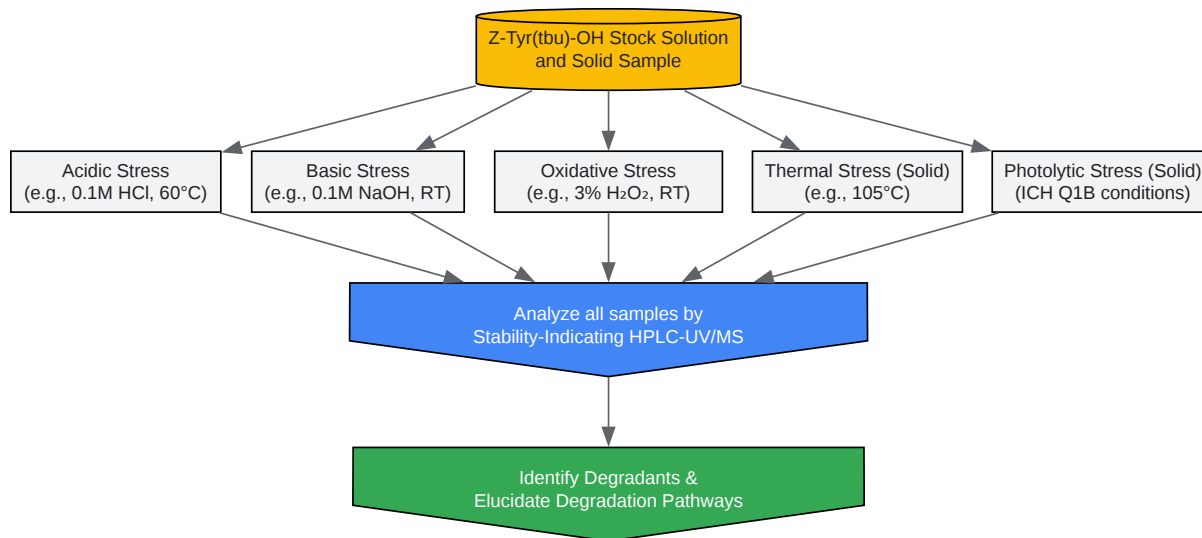 Z-Tyr(tbu)-OH Stock Solution
and Solid Sample
Acidic Stress
(e.g., 0.1M HCl, 60°C)
Basic Stress
(e.g., 0.1M NaOH, RT)
Oxidative Stress
(e.g., 3% H₂O₂, RT)
Thermal Stress (Solid)
(e.g., 105°C)
Photolytic Stress (Solid)
(ICH Q1B conditions)
Analyze all samples by
Stability-Indicating HPLC-UV/MS
Identify Degradants &
Elucidate Degradation Pathways